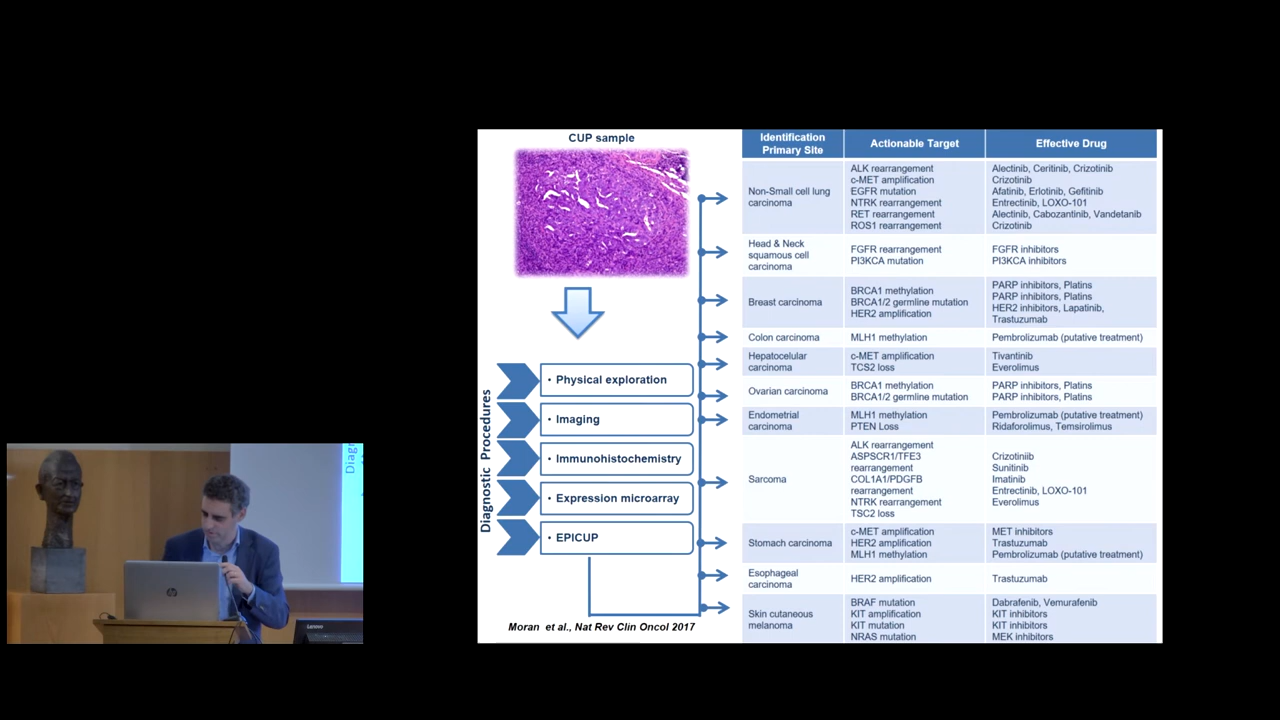 CUP sample
Diagnostic Procedures
· Physical exploration
· Imaging
· Immunohistochemistry
· Expression microarray
· EPICUP
Moran et al., Nat Rev Clin Oncol 2017
Identification
Primary Site
Actionable Target
Effective Drug
Non-Small cell lung
carcinoma
ALK rearrangement
c-MET amplification
EGFR mutation
NTRK rearrangement
RET rearrangement
ROS1 rearrangement
Alectinib, Ceritinib, Crizotinib
Crizotinib
Afatinib, Erlotinib, Gefitinib
Entrectinib, LOXO-101
Alectinib, Cabozantinib, Vandetanib
Crizotinib
Head & Neck
squamous cell
carcinoma
FGFR rearrangement
PI3KCA mutation
FGFR inhibitors
PI3KCA inhibitors
Breast carcinoma
BRCA1 methylation
BRCA1/2 germline mutation
HER2 amplification
PARP inhibitors, Platins
PARP inhibitors, Platins
HER2 inhibitors, Lapatinib,
Trastuzumab
Colon carcinoma
MLH1 methylation
Pembrolizumab (putative treatment)
Hepatocelular
carcinoma
c-MET amplification
TCS2 loss
Tivantinib
Everolimus
Ovarian carcinoma
BRCA1 methylation
BRCA1/2 germline mutation
PARP inhibitors, Platins
PARP inhibitors, Platins
Endometrial
carcinoma
MLH1 methylation
PTEN Loss
Pembrolizumab (putative treatment)
Ridaforolimus, Temsirolimus
Sarcoma
ALK rearrangement
ASPSCR1/TFE3
rearrangement
COL1A1/PDGFB
rearrangement
NTRK rearrangement
TSC2 loss
Crizotiniib
Sunitinib
Imatinib
Entrectinib, LOXO-101
Everolimus
Stomach carcinoma
c-MET amplification
HER2 amplification
MLH1 methylation
MET inhibitors
Trastuzumab
Pembrolizumab (putative treatment)
Esophageal
carcinoma
HER2 amplification
Trastuzumab
Skin cutaneous
melanoma
BRAF mutation
KIT amplification
KIT mutation
NRAS mutation
Dabrafenib, Vemurafenib
KIT inhibitors
KIT inhibitors
MEK inhibitors
Diagr
hp
Lenovo